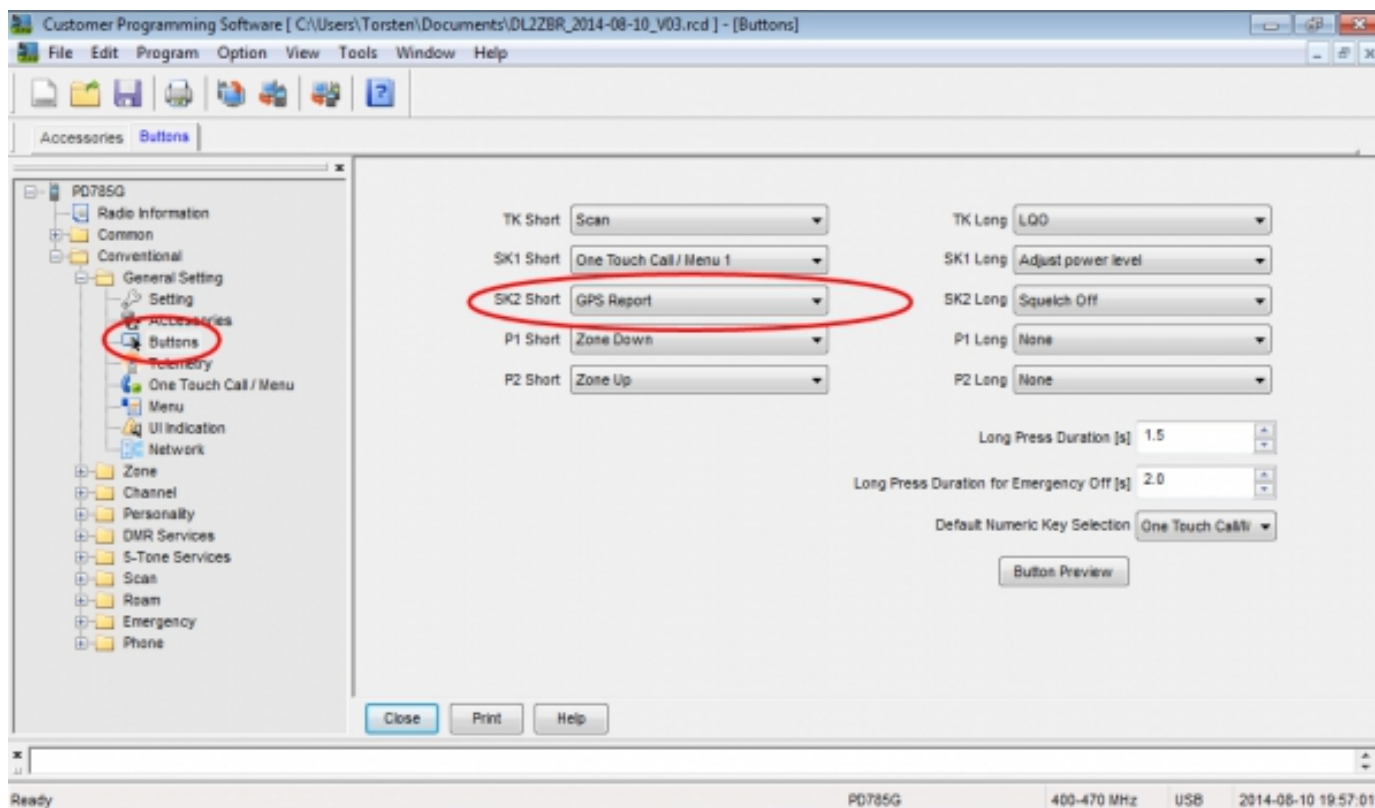 Customer Programming Software [ C:\Users\Torsten\Documents\DL2ZBR_2014-08-10_V03.rcd ] - [Buttons]
File Edit Program Option View Tools Window Help
Accessories Buttons
PD785G
Radio Information
Common
Conventional
General Setting
Setting
Accessories
Buttons
Telemetry
One Touch Call / Menu
Menu
UI Indication
Network
Zone
Channel
Personality
DMR Services
5-Tone Services
Scan
Roam
Emergency
Phone
TK Short Scan TK Long LQO
SK1 Short One Touch Call / Menu 1 SK1 Long Adjust power level
SK2 Short GPS Report SK2 Long Squelch Off
P1 Short Zone Down P1 Long None
P2 Short Zone Up P2 Long None
Long Press Duration [s] 1.5
Long Press Duration for Emergency Off [s] 2.0
Default Numeric Key Selection One Touch Call/
Button Preview
Close Print Help
Ready PD785G 400-470 MHz USB 2014-08-10 19:57:01